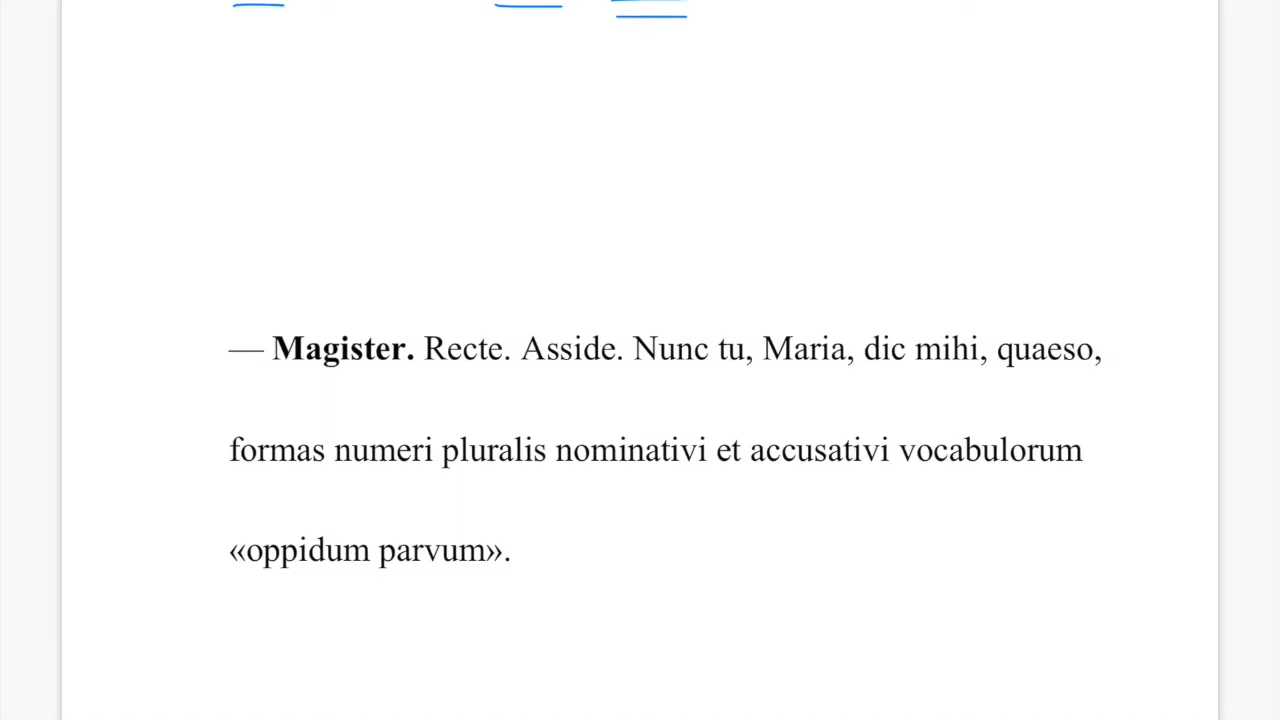 — Magister. Recte. Asside. Nunc tu, Maria, dic mihi, quaeso,
formas numeri pluralis nominativi et accusativi vocabulorum
«oppidum parvum».